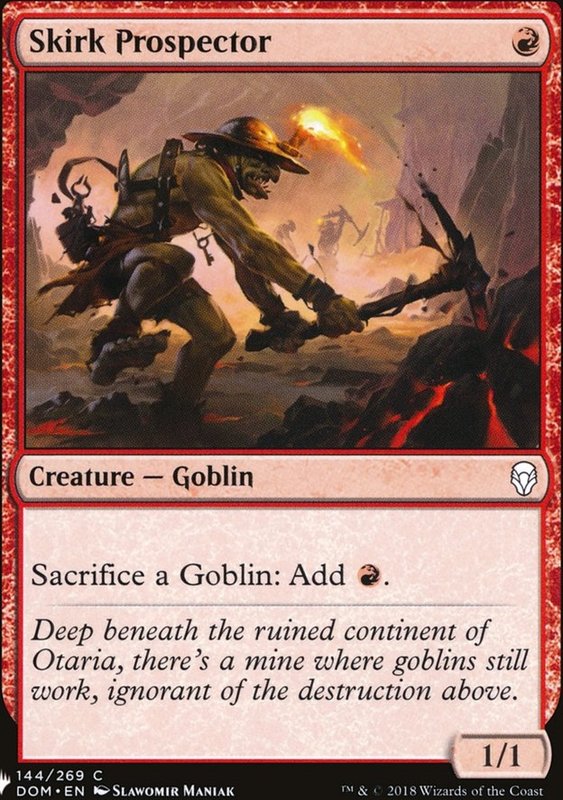 Skirk Prospector
Creature — Goblin
Sacrifice a Goblin: Add .
Deep beneath the ruined continent of
Otaria, there's a mine where goblins still
work, ignorant of the destruction above.
1/1
144/269 C
DOM • EN Slawomir Maniak
™ & © 2018 Wizards of the Coast